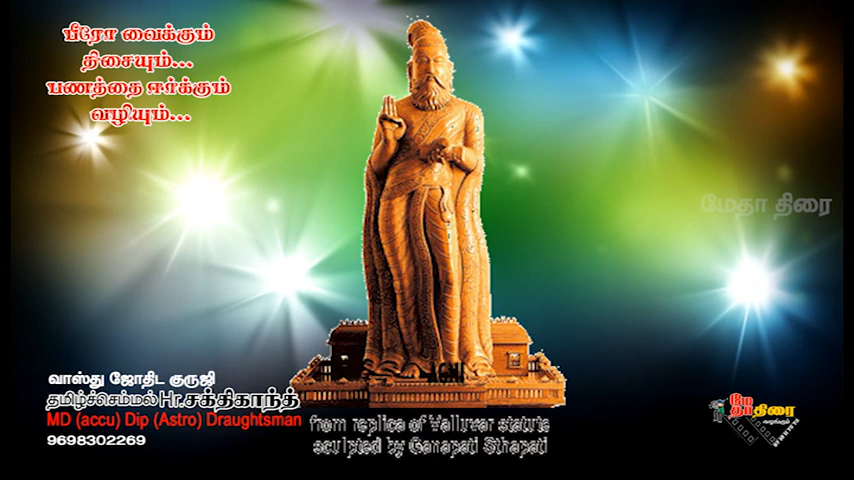 பீரோ வைக்கும்
திசையும்...
பணத்தை ஈர்க்கும்
வழியும்...
மேதா திரை
வாஸ்து ஜோதிட குருஜி
தமிழ்ச்செம்மல் Hr.சக்திகாந்த்
MD (accu) Dip (Astro) Draughtsman
9698302269
from replica of Valluvar statute
sculpted by Ganapati Sthapati
மேதா திரை
வழங்கும்